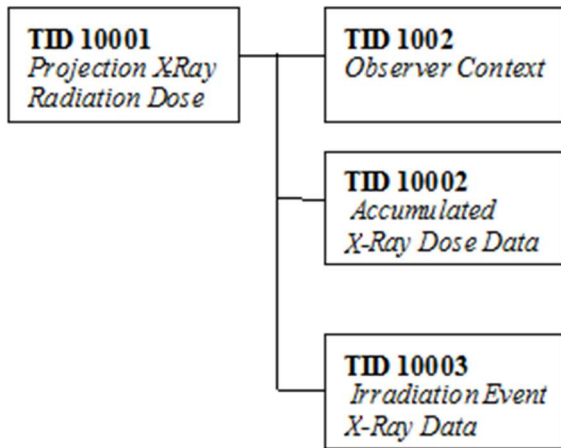 TID 10001
Projection X-Ray
Radiation Dose
TID 1002
Observer Context
TID 10002
Accumulated
X-Ray Dose Data
TID 10003
Irradiation Event
X-Ray Data